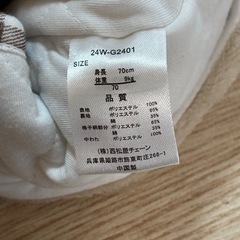 24W-G2401
SIZE
身長 70cm
体重 9kg
70
品質
表地 ポリエステル 100%
裏地 ポリエステル 65%
綿 35%
格子柄部分 ポリエステル 65%
綿 35%
中わた ポリエステル 100%
(株)西松屋チェーン
兵庫県姫路市飾東町庄266-1
中国製